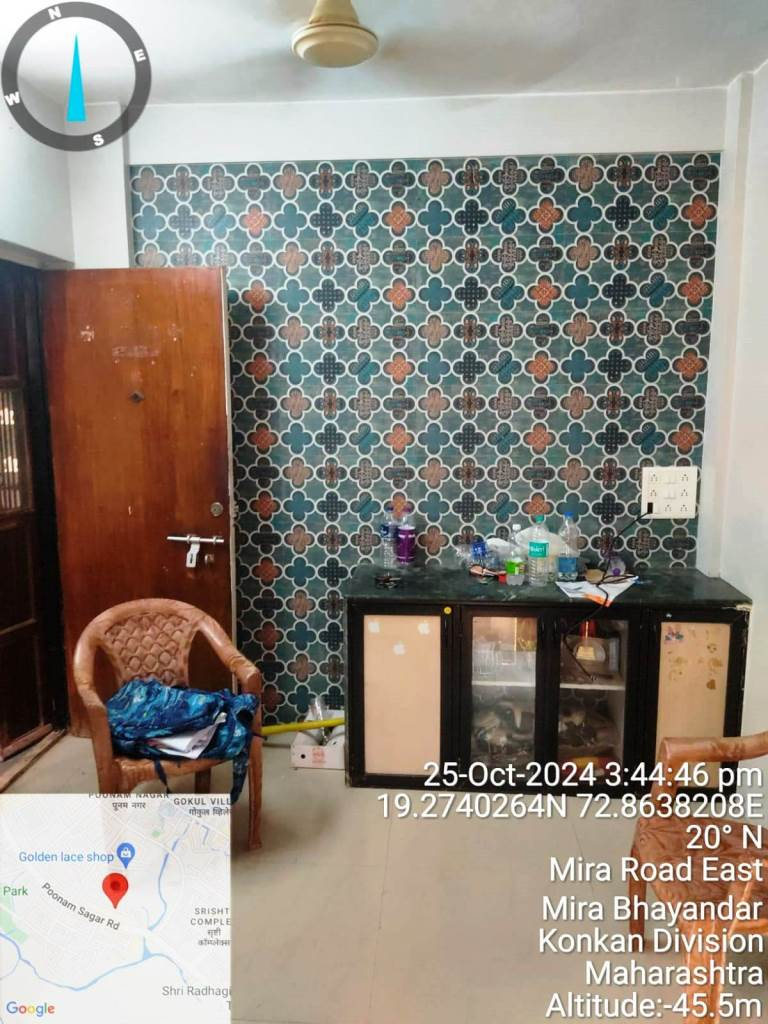 N
E
W
S
25-Oct-2024 3:44:46 pm
19.2740264N 72.8638208E
20° N
Mira Road East
Mira Bhayandar
Konkan Division
Maharashtra
Altitude:-45.5m
POONAM NAGAR
पूनम नगर
GOKUL VILL
गोकुळ व्हिले
Golden lace shop
Park
Poonam Sagar Rd
SRISHT
COMPLE
सृष्टी
कॉम्प्लेक्स
Shri Radhagi
T
Google